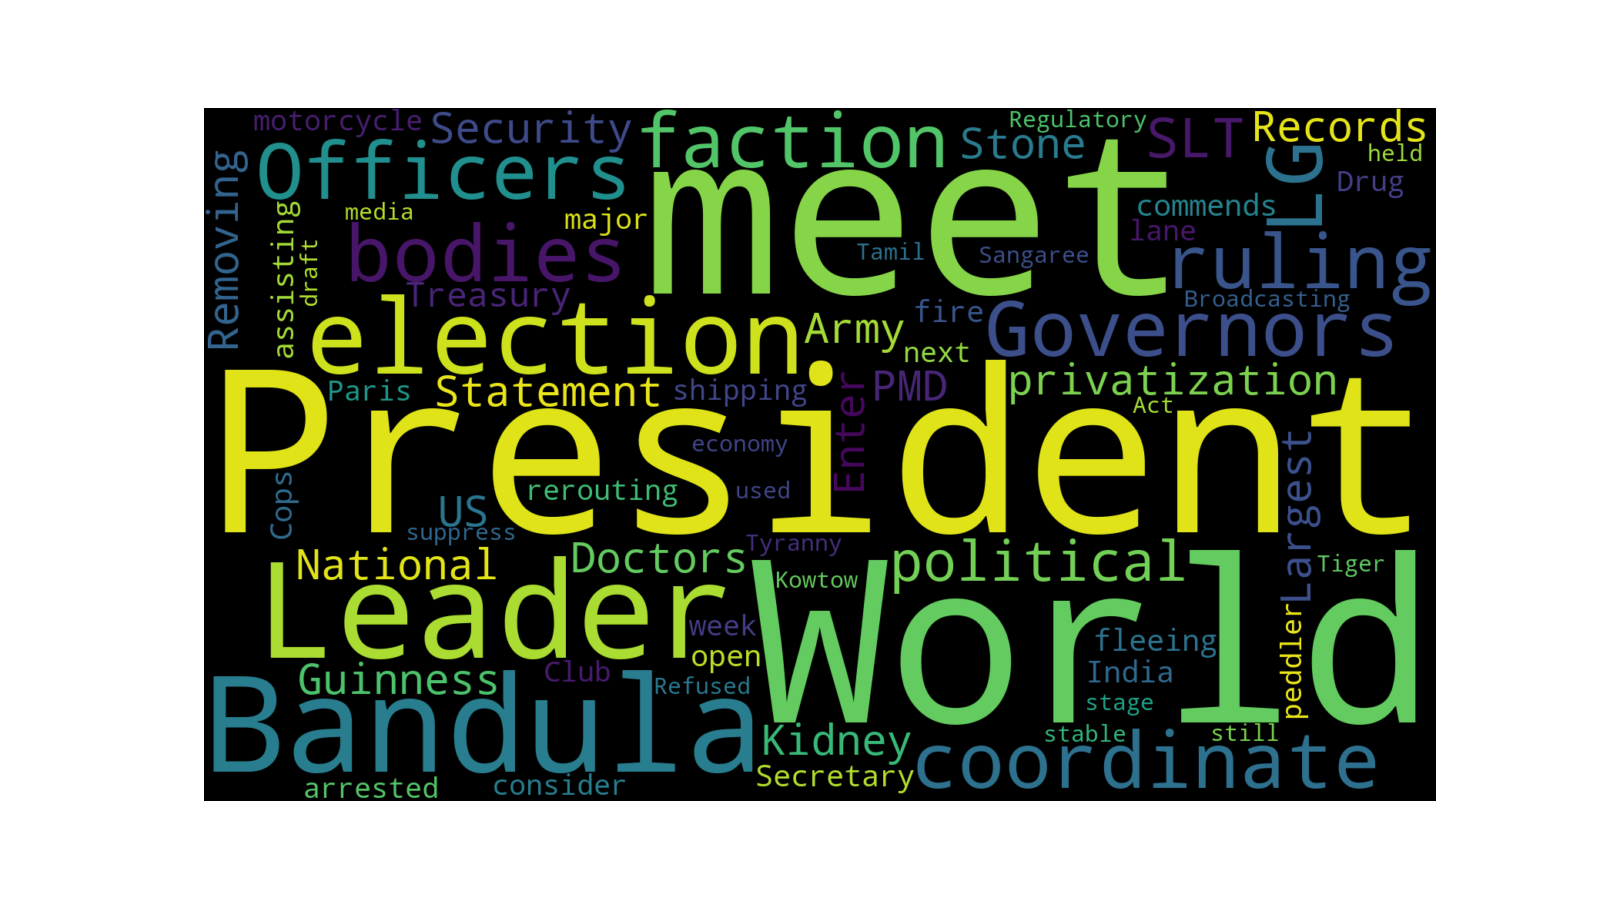 motorcycle
Security
faction
Regulatory
SLT
Records
Officers
Stone
LG
held
Removing
meet
Drug
assisting
media
major
commends
bodies
lane
ruling
draft
Tamil
Sangaree
Treasury
Broadcasting
election
Army
fire
Governors
next
Paris
Statement
shipping
PMD
privatization
Act
President
Enter
economy
Largest
Cops
US
rerouting
used
suppress
Tyranny
National
Doctors
political
Tiger
Leader
Kowtow
World
peddler
week
fleeing
open
India
Guinness
Club
Refused
stage
Bandula
Kidney
stable
still
Secretary
coordinate
arrested
consider